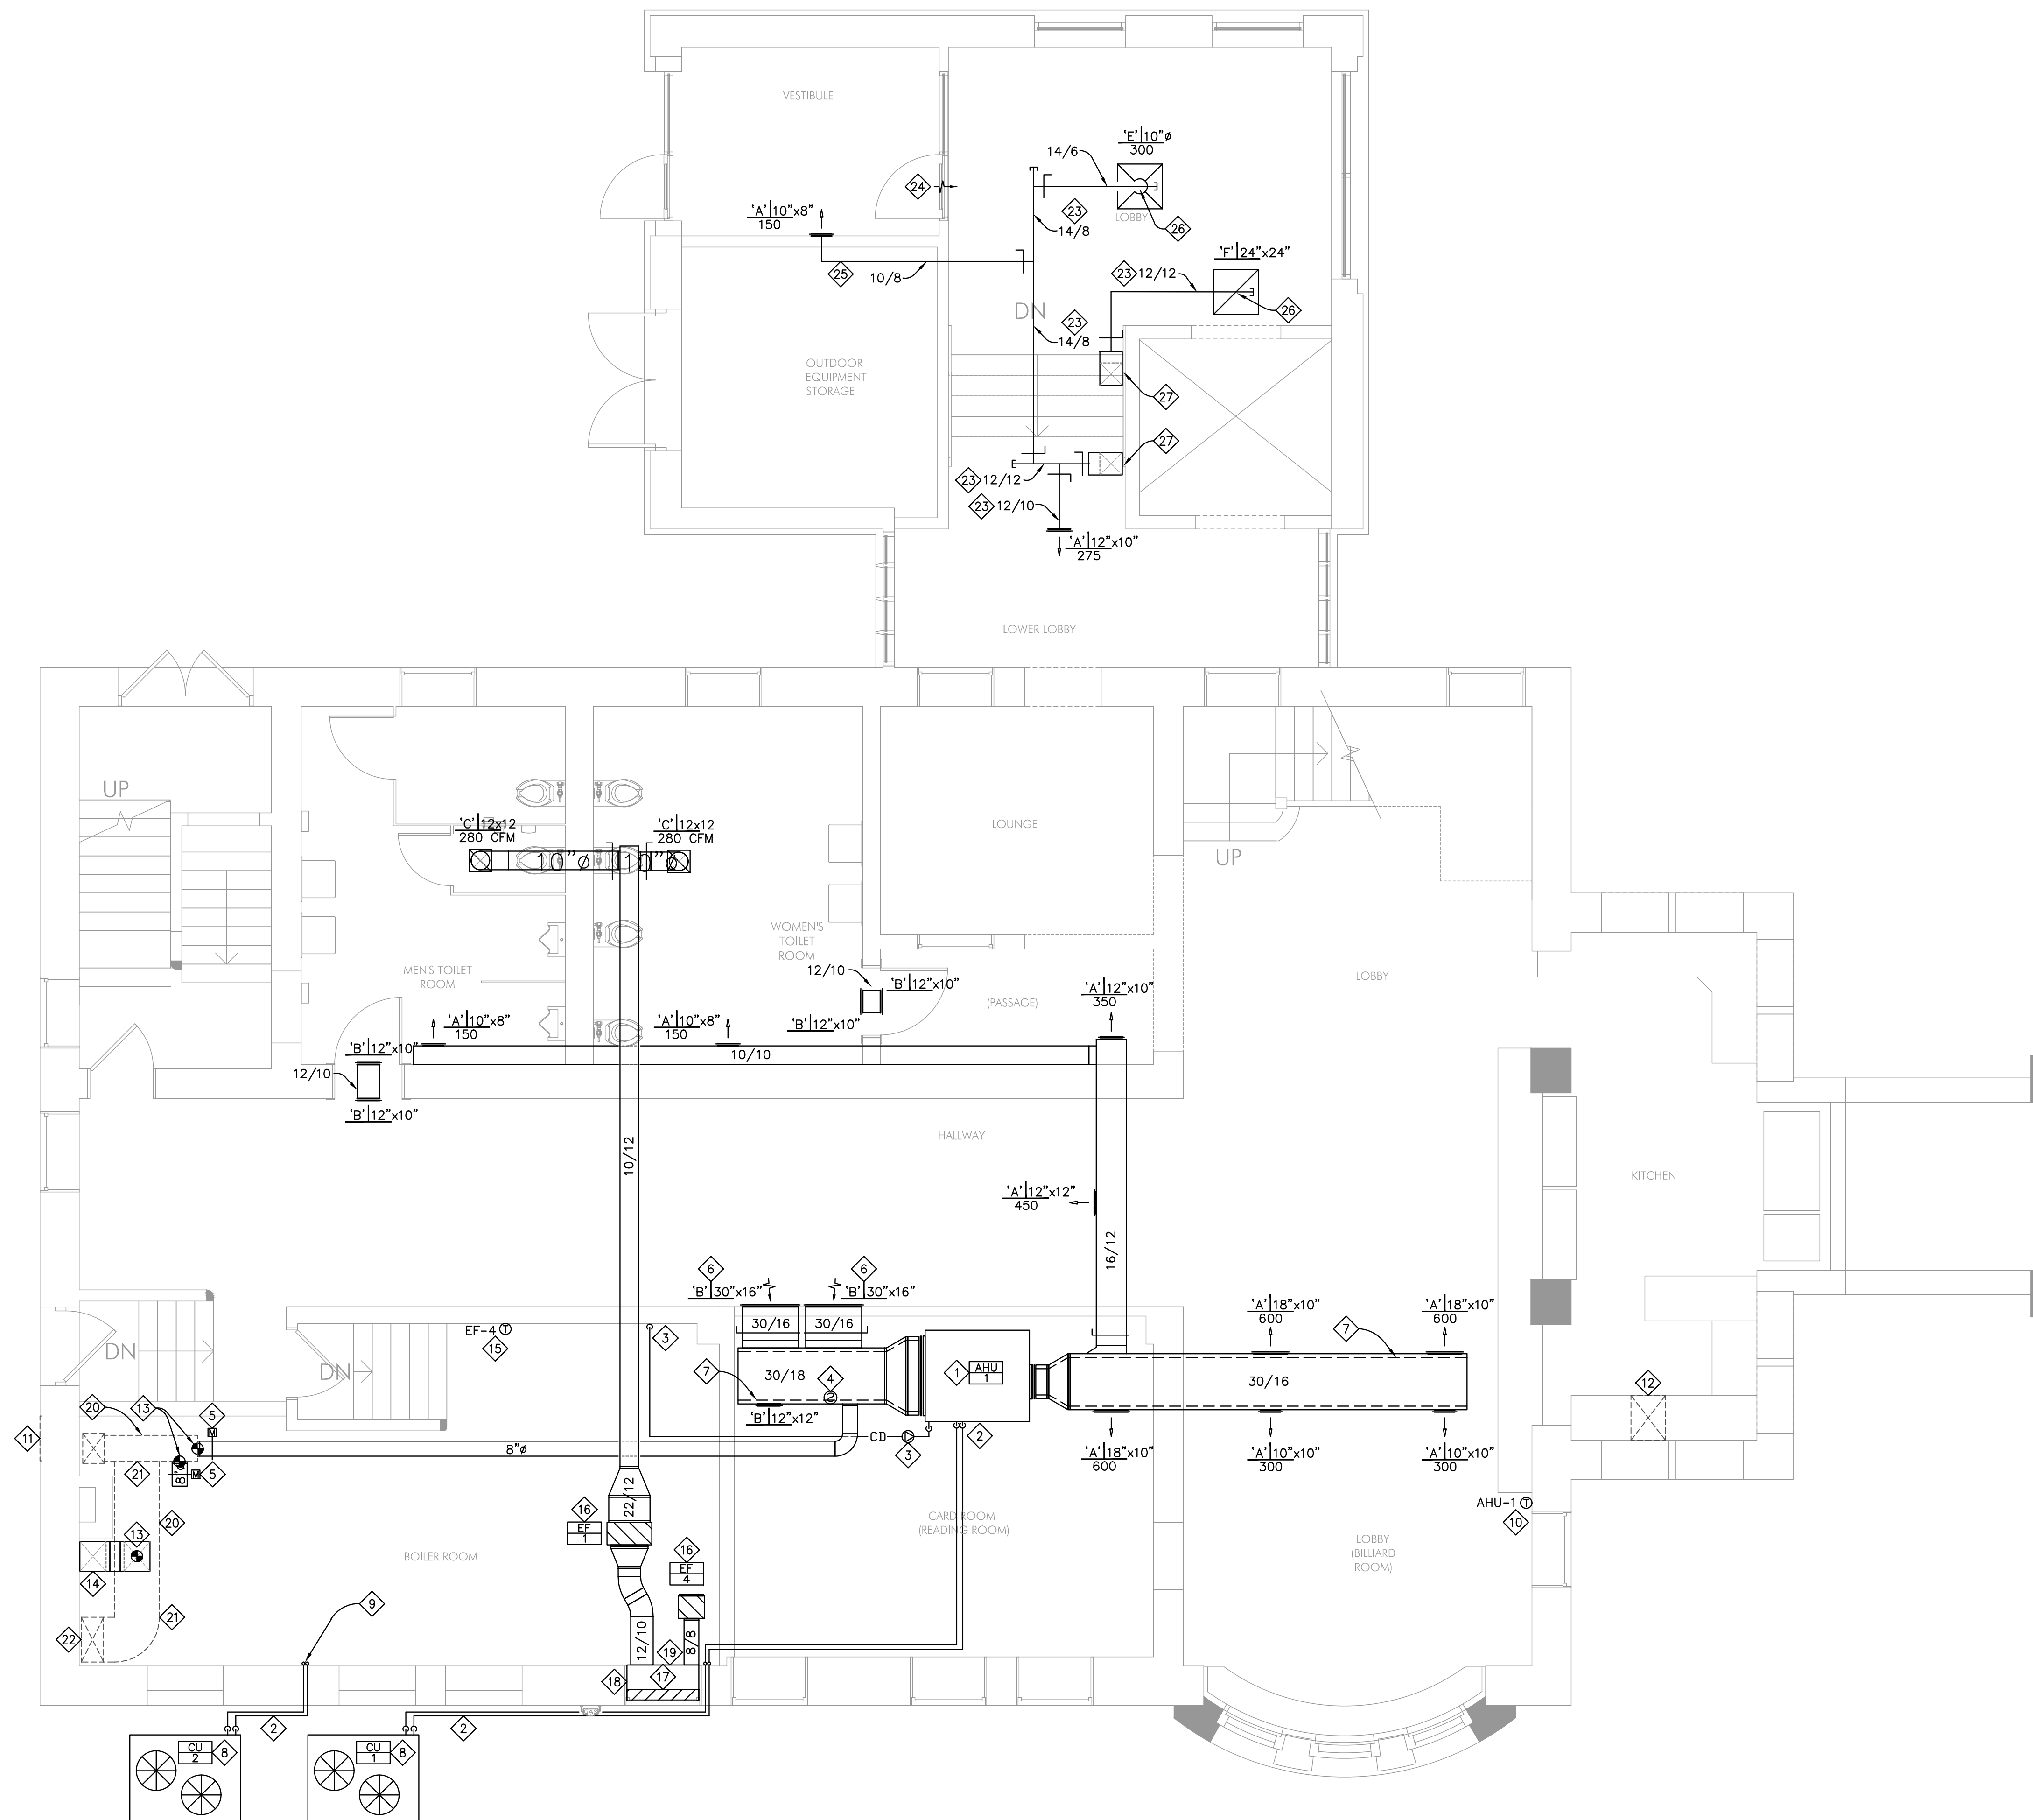 VESTIBULE
'E' 10"ø
300
14/6
24
'A' 10"x8"
150
23
14/8
LOBBY
26
'F' 24"x24"
25
10/8
23
12/12
26
DN
23
14/8
OUTDOOR
EQUIPMENT
STORAGE
27
27
23
12/12
23
12/10
'A' 12"x10"
275
LOWER LOBBY
UP
'C' 12x12
280 CFM
'C' 12x12
280 CFM
10"ø
10"ø
LOUNGE
UP
WOMEN'S
TOILET
ROOM
MEN'S TOILET
ROOM
12/10
'B' 12"x10"
(PASSAGE)
'A' 12"x10"
350
LOBBY
'B' 12"x10"
'A' 10"x8"
150
'A' 10"x8"
150
10/10
'B' 12"x10"
12/10
'B' 12"x10"
10/12
HALLWAY
KITCHEN
'A' 12"x12"
450
16/12
6
'B' 30"x16"
6
'B' 30"x16"
30/16
30/16
'A' 18"x10"
600
'A' 18"x10"
600
7
EF-4 T
15
3
DN
DN
7
30/18
4
1
AHU
1
30/16
12
'B' 12"x12"
20
13
5
11
8"ø
CD
3
2
'A' 18"x10"
600
'A' 10"x10"
300
'A' 10"x10"
300
21
8"ø
M
5
M
22/12
AHU-1 T
10
20
16
EF
1
13
CARD ROOM
(READING ROOM)
LOBBY
(BILLIARD
ROOM)
BOILER ROOM
16
EF
4
14
9
21
22
12/10
8/8
19
18
17
2
2
CU
2
8
CU
1
8